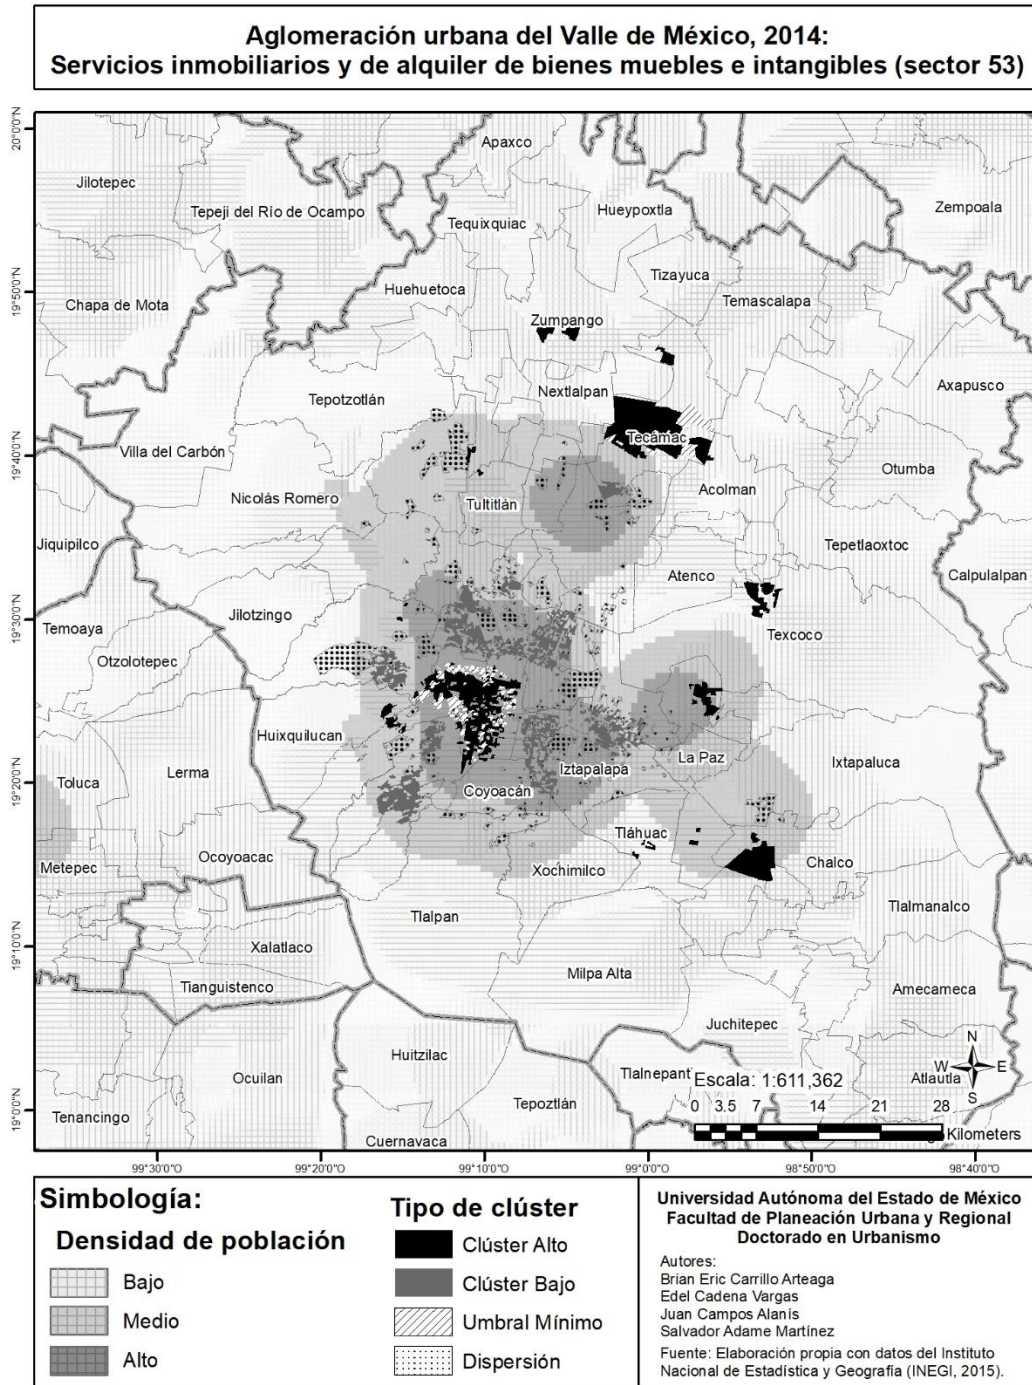 Aglomeración urbana del Valle de México, 2014:
Servicios inmobiliarios y de alquiler de bienes muebles e intangibles (sector 53)
20°0'0"N
Apaxco
Jilotepec
Tepeji del Río de Ocampo
Hueypoxtla
Zempoala
Tequixquiac
Tizayuca
19°50'0"N
Huehuetoca
Temascalapa
Chapa de Mota
Zumpango
Nextlalpan
Axapusco
Tepotzotlán
Tecámac
19°40'0"N
Villa del Carbón
Otumba
Nicolás Romero
Tultitlán
Acolman
Jiquipilco
Tepetlaoxtoc
Atenco
Calpulalpan
19°30'0"N
Jilotzingo
Temoaya
Texcoco
Otzolotepec
Huixquilucan
La Paz
Ixtapaluca
Lerma
Iztapalapa
19°20'0"N
Toluca
Coyoacán
Tláhuac
Ocoyoacac
Metepec
Chalco
Xochimilco
Tlalpan
Tlalmanalco
19°10'0"N
Xalatlaco
Milpa Alta
Tianguistenco
Amecameca
Juchitepec
Huitzilac
N
W E
S
Ocuilan
Tlalnepant
Escala: 1:611,362
Atlautla
19°0'0"N
Tenancingo
Tepoztlán
0 3.5 7 14 21 28
Kilometers
Cuernavaca
99°30'0"O 99°20'0"O 99°10'0"O 99°0'0"O 98°50'0"O 98°40'0"O
Simbología:
Densidad de población
Bajo
Medio
Alto
Tipo de clúster
Clúster Alto
Clúster Bajo
Umbral Mínimo
Dispersión
Universidad Autónoma del Estado de México
Facultad de Planeación Urbana y Regional
Doctorado en Urbanismo
Autores:
Brian Eric Carrillo Arteaga
Edel Cadena Vargas
Juan Campos Alanís
Salvador Adame Martínez
Fuente: Elaboración propia con datos del Instituto
Nacional de Estadística y Geografía (INEGI, 2015).